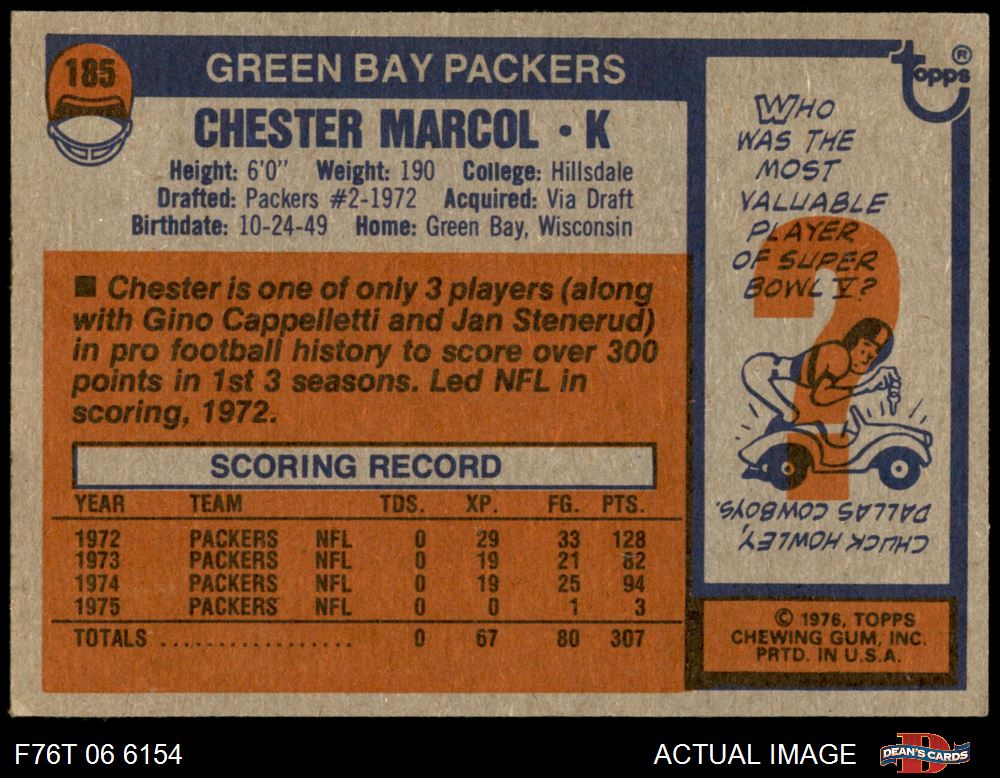 185
GREEN BAY PACKERS
CHESTER MARCOL • K
Height: 6'0" Weight: 190 College: Hillsdale
Drafted: Packers #2-1972 Acquired: Via Draft
Birthdate: 10-24-49 Home: Green Bay, Wisconsin
■ Chester is one of only 3 players (along
with Gino Cappelletti and Jan Stenerud)
in pro football history to score over 300
points in 1st 3 seasons. Led NFL in
scoring, 1972.
SCORING RECORD
YEAR TEAM TDS. XP. FG. PTS.
1972 PACKERS NFL 0 29 33 128
1973 PACKERS NFL 0 19 21 82
1974 PACKERS NFL 0 19 25 94
1975 PACKERS NFL 0 0 1 3
TOTALS .................. 0 67 80 307
Topps ®
WHO
WAS THE
MOST
VALUABLE
PLAYER
OF SUPER
BOWL V?
?
CHUCK HOWLEY,
DALLAS COWBOYS.
© 1976, TOPPS
CHEWING GUM, INC.
PRTD. IN U.S.A.
F76T 06 6154
ACTUAL IMAGE
D
DEAN'S CARDS